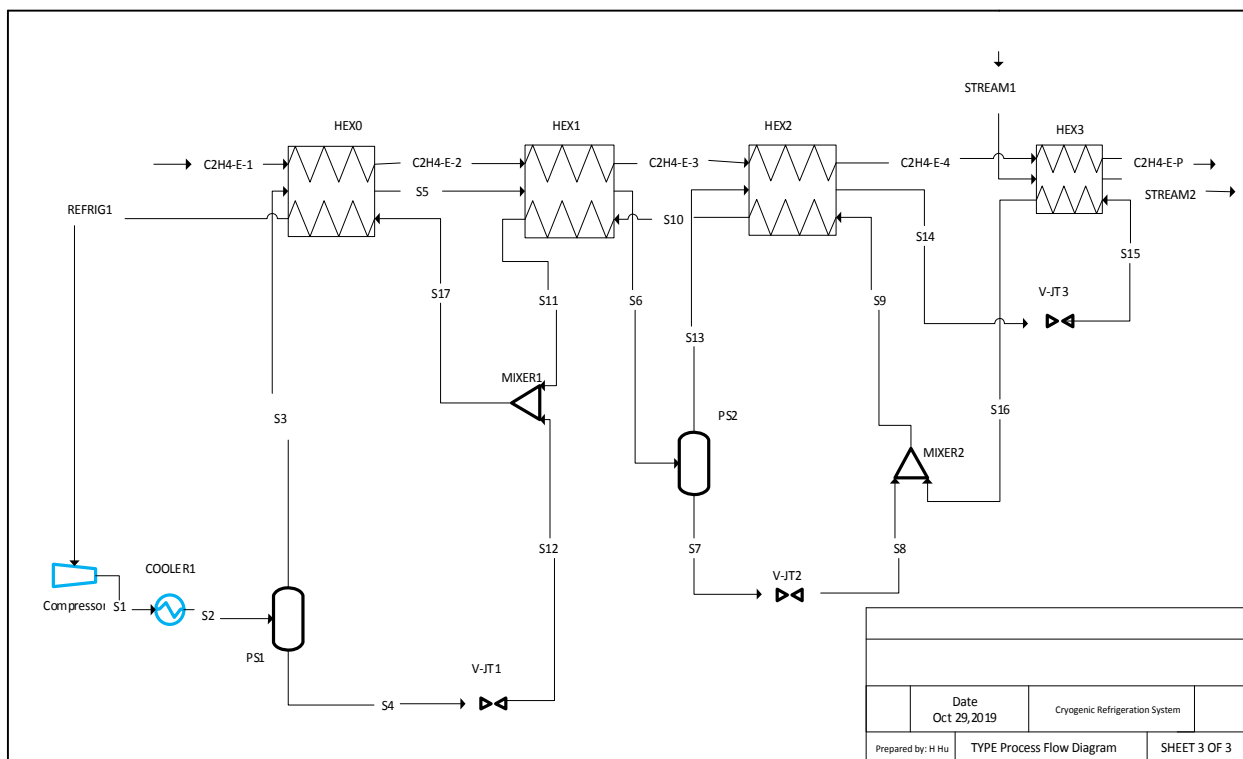 STREAM1
HEX0
HEX1
HEX2
HEX3
C2H4-E-1
C2H4-E-2
C2H4-E-3
C2H4-E-4
C2H4-E-P
S5
STREAM2
REFRIG1
S10
S14
S15
S17
S11
S6
S9
V-JT3
S13
MIXER1
S3
PS2
S16
MIXER2
S12
S7
S8
COOLER1
V-JT2
Compressor
S1
S2
PS1
V-JT1
S4
Date
Oct 29,2019
Cryogenic Refrigeration System
Prepared by: H Hu
TYPE Process Flow Diagram
SHEET 3 OF 3